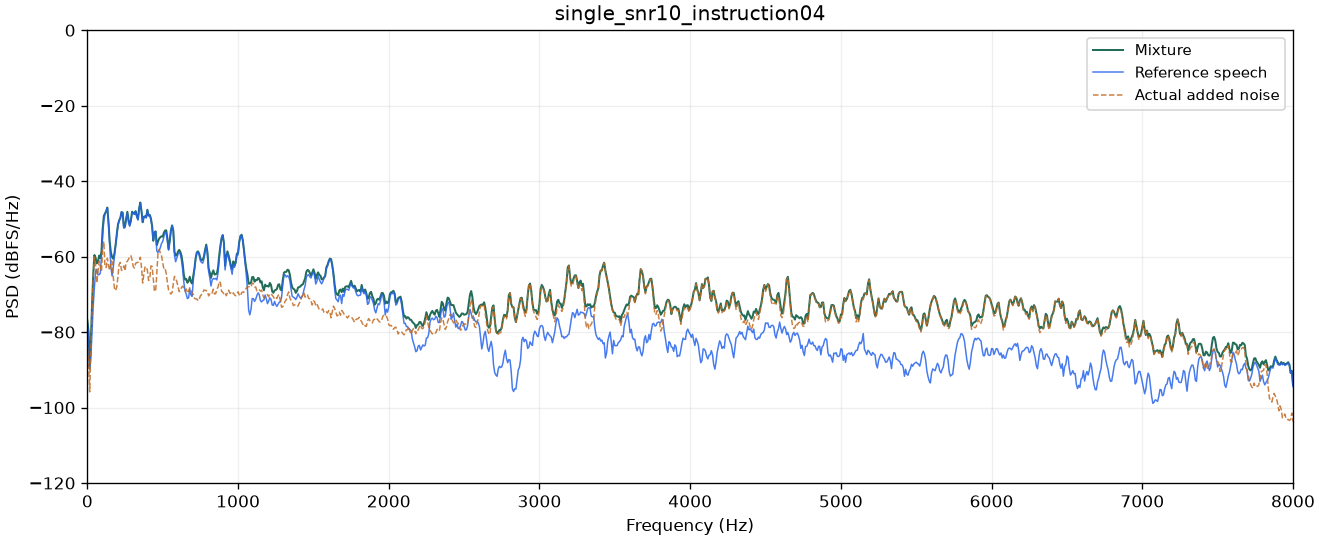 single_snr10_instruction04
0
−20
−40
−60
−80
−100
−120
PSD (dBFS/Hz)
Mixture
Reference speech
Actual added noise
0 1000 2000 3000 4000 5000 6000 7000 8000
Frequency (Hz)